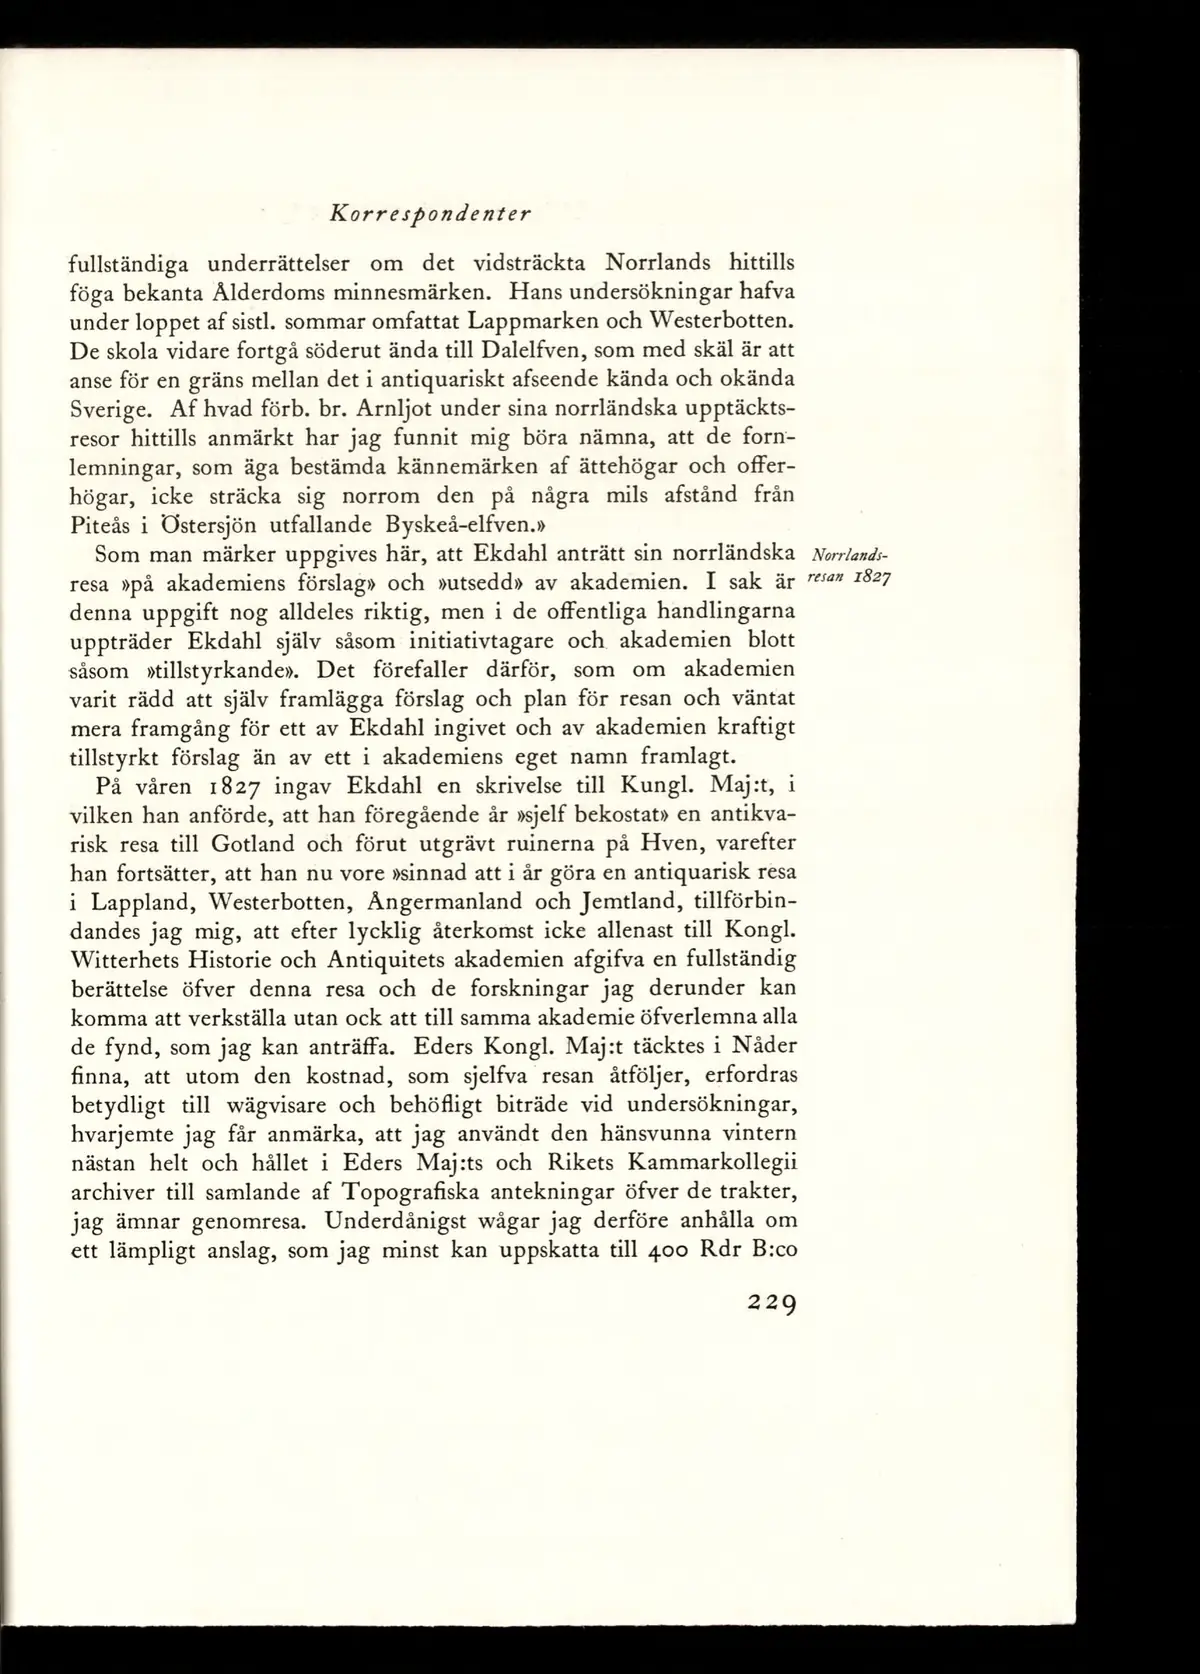 Korrespondenter
fullständiga underrättelser om det vidsträckta Norrlands hittills
föga bekanta Ålderdoms minnesmärken. Hans undersökningar hafva
under loppet af sistl. sommar omfattat Lappmarken och Westerbotten.
De skola vidare fortgå söderut ända till Dalelfven, som med skäl är att
anse för en gräns mellan det i antiquariskt afseende kända och okända
Sverige. Af hvad förb. br. Arnljot under sina norrländska upptäckts-
resor hittills anmärkt har jag funnit mig böra nämna, att de forn-
lemningar, som äga bestämda kännemärken af ättehögar och offer-
högar, icke sträcka sig norrom den på några mils afstånd från
Piteås i Östersjön utfallande Byskeå-elfven.»
Som man märker uppgives här, att Ekdahl anträtt sin norrländska
resa »på akademiens förslag» och »utsedd» av akademien. I sak är
denna uppgift nog alldeles riktig, men i de offentliga handlingarna
uppträder Ekdahl själv såsom initiativtagare och akademien blott
såsom »tillstyrkande». Det förefaller därför, som om akademien
varit rädd att själv framlägga förslag och plan för resan och väntat
mera framgång för ett av Ekdahl ingivet och av akademien kraftigt
tillstyrkt förslag än av ett i akademiens eget namn framlagt.
Norrlands-
resan 1827
På våren 1827 ingav Ekdahl en skrivelse till Kungl. Maj:t, i
vilken han anförde, att han föregående år »sjelf bekostat» en antikva-
risk resa till Gotland och förut utgrävt ruinerna på Hven, varefter
han fortsätter, att han nu vore »sinnad att i år göra en antiquarisk resa
i Lappland, Westerbotten, Ångermanland och Jemtland, tillförbin-
dandes jag mig, att efter lycklig återkomst icke allenast till Kongl.
Witterhets Historie och Antiquitets akademien afgifva en fullständig
berättelse öfver denna resa och de forskningar jag derunder kan
komma att verkställa utan ock att till samma akademie öfverlemna alla
de fynd, som jag kan anträffa. Eders Kongl. Maj:t täcktes i Nåder
finna, att utom den kostnad, som sjelfva resan åtföljer, erfordras
betydligt till wägvisare och behöfligt biträde vid undersökningar,
hvarjemte jag får anmärka, att jag användt den hänsvunna vintern
nästan helt och hållet i Eders Maj:ts och Rikets Kammarkollegii
archiver till samlande af Topografiska antekningar öfver de trakter,
jag ämnar genomresa. Underdånigst wågar jag derföre anhålla om
ett lämpligt anslag, som jag minst kan uppskatta till 400 Rdr B:co
229